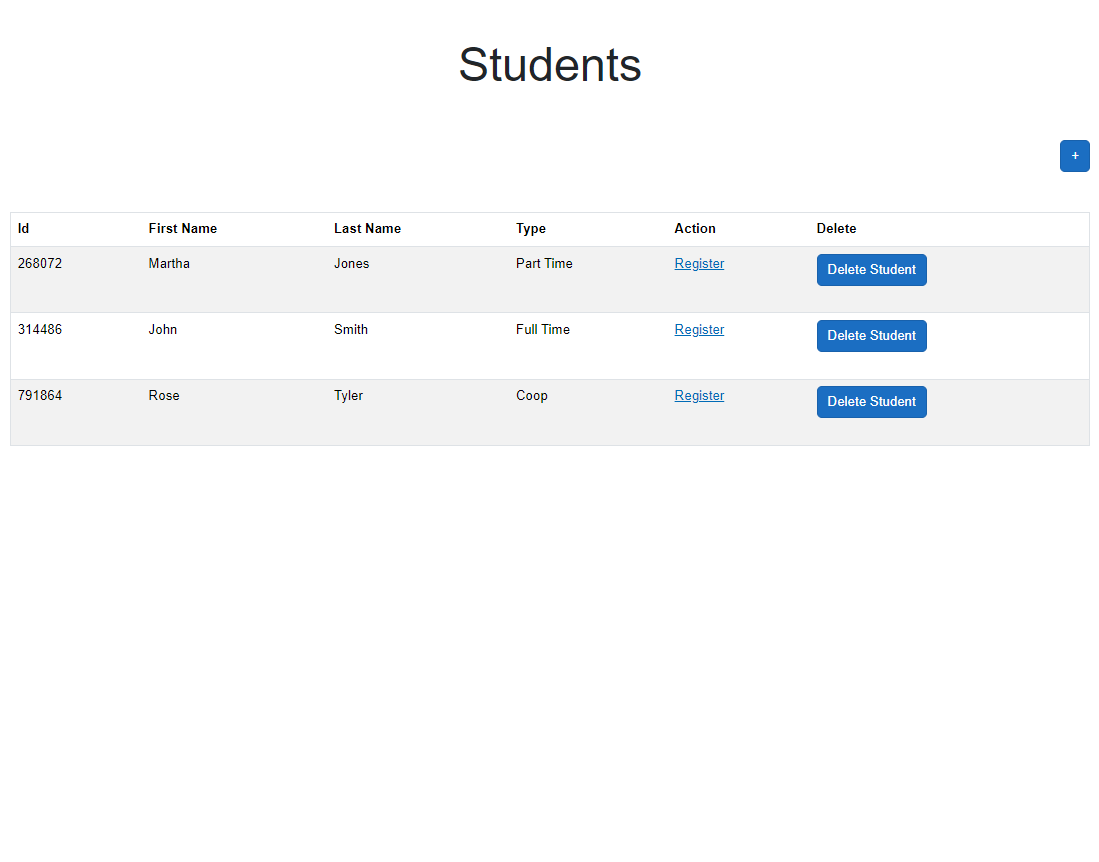 Students
+
Id First Name Last Name Type Action Delete
268072 Martha Jones Part Time Register Delete Student
314486 John Smith Full Time Register Delete Student
791864 Rose Tyler Coop Register Delete Student